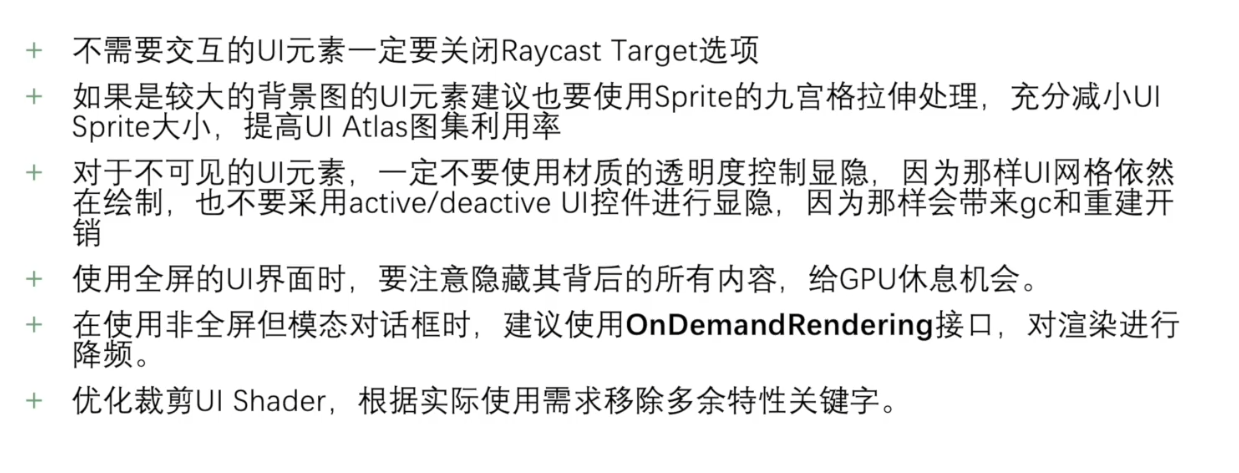 + 不需要交互的UI元素一定要关闭Raycast Target选项
+ 如果是较大的背景图的UI元素建议也要使用Sprite的九宫格拉伸处理，充分减小UI
Sprite大小，提高UI Atlas图集利用率
+ 对于不可见的UI元素，一定不要使用材质的透明度控制显隐，因为那样UI网格依然
在绘制，也不要采用active/deactive UI控件进行显隐，因为那样会带来gc和重建开
销
+ 使用全屏的UI界面时，要注意隐藏其背后的所有内容，给GPU休息机会。
+ 在使用非全屏但模态对话框时，建议使用OnDemandRendering接口，对渲染进行
降频。
+ 优化裁剪UI Shader，根据实际使用需求移除多余特性关键字。